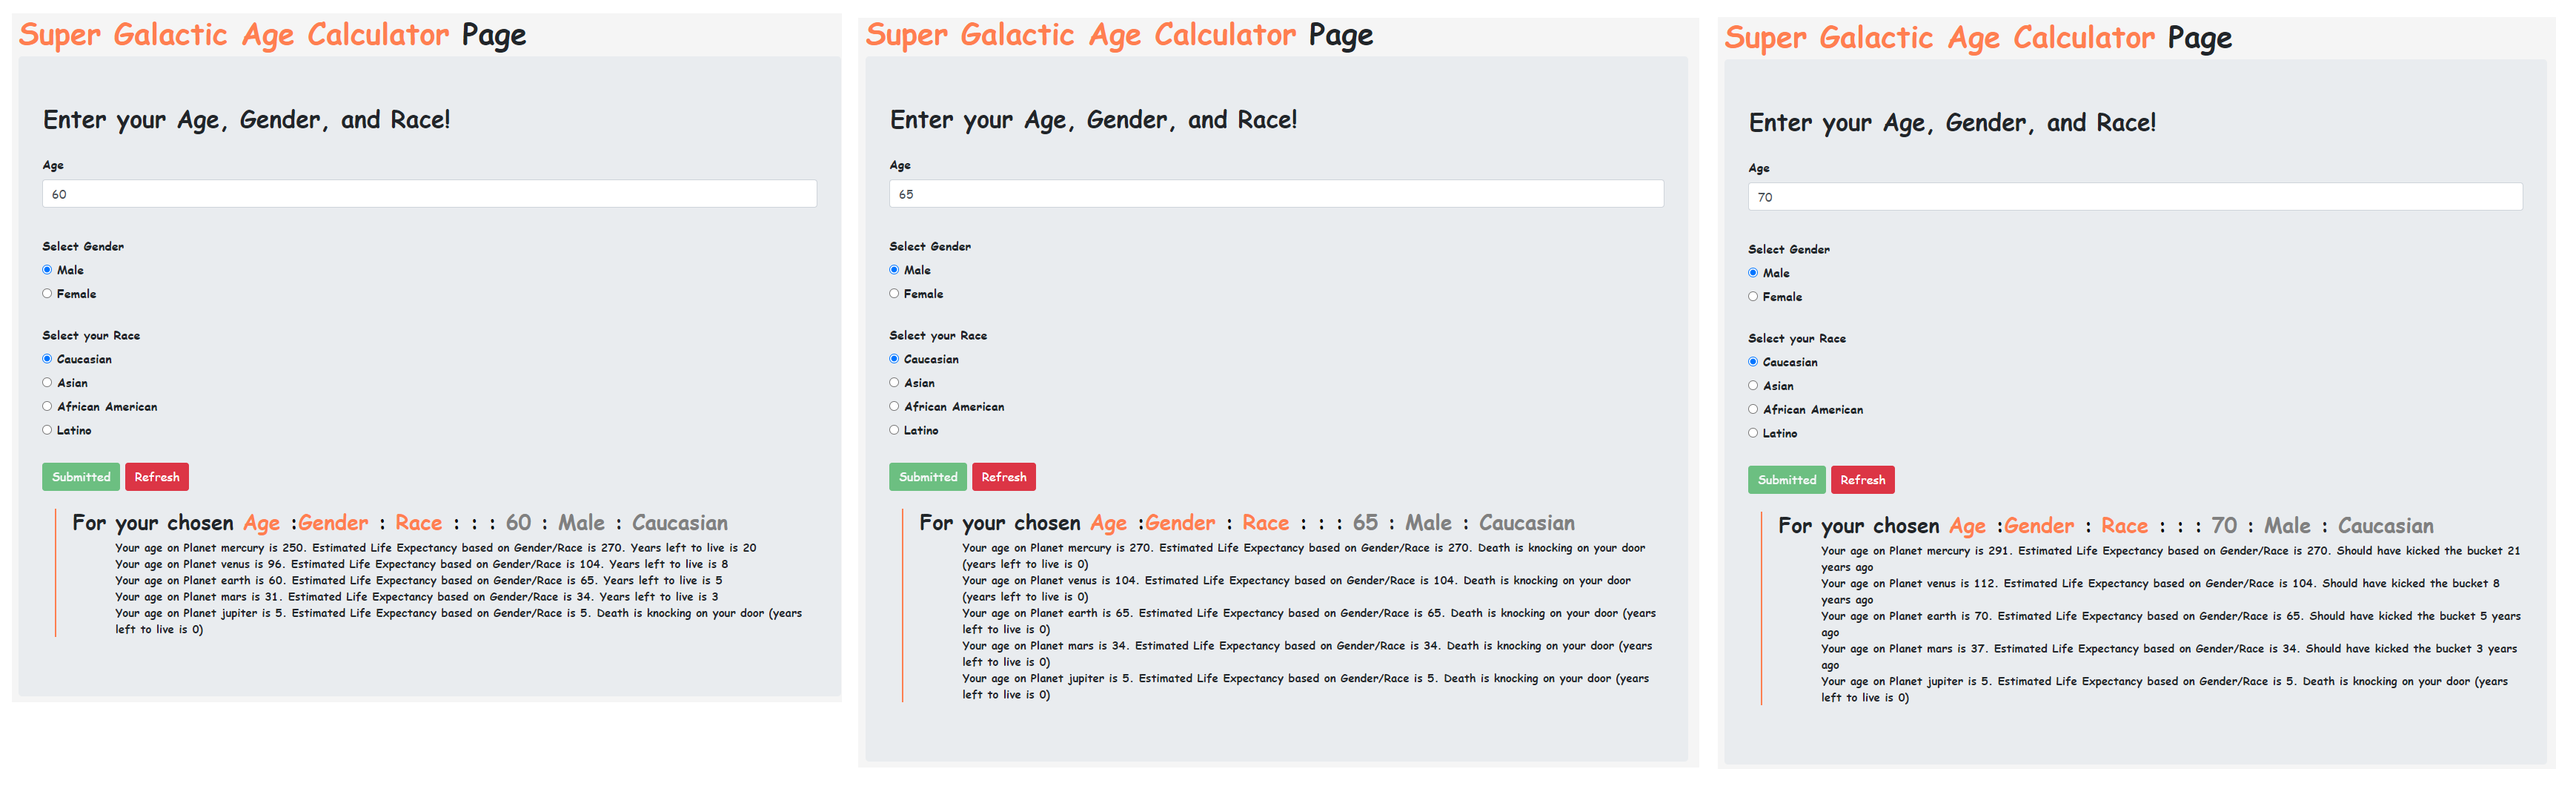 Super Galactic Age Calculator Page
Enter your Age, Gender, and Race!
Age
60
Select Gender
Male
Female
Select your Race
Caucasian
Asian
African American
Latino
Submitted Refresh
For your chosen Age :Gender : Race : : : 60 : Male : Caucasian
Your age on Planet mercury is 250. Estimated Life Expectancy based on Gender/Race is 270. Years left to live is 20
Your age on Planet venus is 96. Estimated Life Expectancy based on Gender/Race is 104. Years left to live is 8
Your age on Planet earth is 60. Estimated Life Expectancy based on Gender/Race is 65. Years left to live is 5
Your age on Planet mars is 31. Estimated Life Expectancy based on Gender/Race is 34. Years left to live is 3
Your age on Planet jupiter is 5. Estimated Life Expectancy based on Gender/Race is 5. Death is knocking on your door (years
left to live is 0)
Super Galactic Age Calculator Page
Enter your Age, Gender, and Race!
Age
65
Select Gender
Male
Female
Select your Race
Caucasian
Asian
African American
Latino
Submitted Refresh
For your chosen Age :Gender : Race : : : 65 : Male : Caucasian
Your age on Planet mercury is 270. Estimated Life Expectancy based on Gender/Race is 270. Death is knocking on your door
(years left to live is 0)
Your age on Planet venus is 104. Estimated Life Expectancy based on Gender/Race is 104. Death is knocking on your door
(years left to live is 0)
Your age on Planet earth is 65. Estimated Life Expectancy based on Gender/Race is 65. Death is knocking on your door (years
left to live is 0)
Your age on Planet mars is 34. Estimated Life Expectancy based on Gender/Race is 34. Death is knocking on your door (years
left to live is 0)
Your age on Planet jupiter is 5. Estimated Life Expectancy based on Gender/Race is 5. Death is knocking on your door (years
left to live is 0)
Super Galactic Age Calculator Page
Enter your Age, Gender, and Race!
Age
70
Select Gender
Male
Female
Select your Race
Caucasian
Asian
African American
Latino
Submitted Refresh
For your chosen Age :Gender : Race : : : 70 : Male : Caucasian
Your age on Planet mercury is 291. Estimated Life Expectancy based on Gender/Race is 270. Should have kicked the bucket 21
years ago
Your age on Planet venus is 112. Estimated Life Expectancy based on Gender/Race is 104. Should have kicked the bucket 8
years ago
Your age on Planet earth is 70. Estimated Life Expectancy based on Gender/Race is 65. Should have kicked the bucket 5 years
ago
Your age on Planet mars is 37. Estimated Life Expectancy based on Gender/Race is 34. Should have kicked the bucket 3 years
ago
Your age on Planet jupiter is 5. Estimated Life Expectancy based on Gender/Race is 5. Death is knocking on your door (years
left to live is 0)